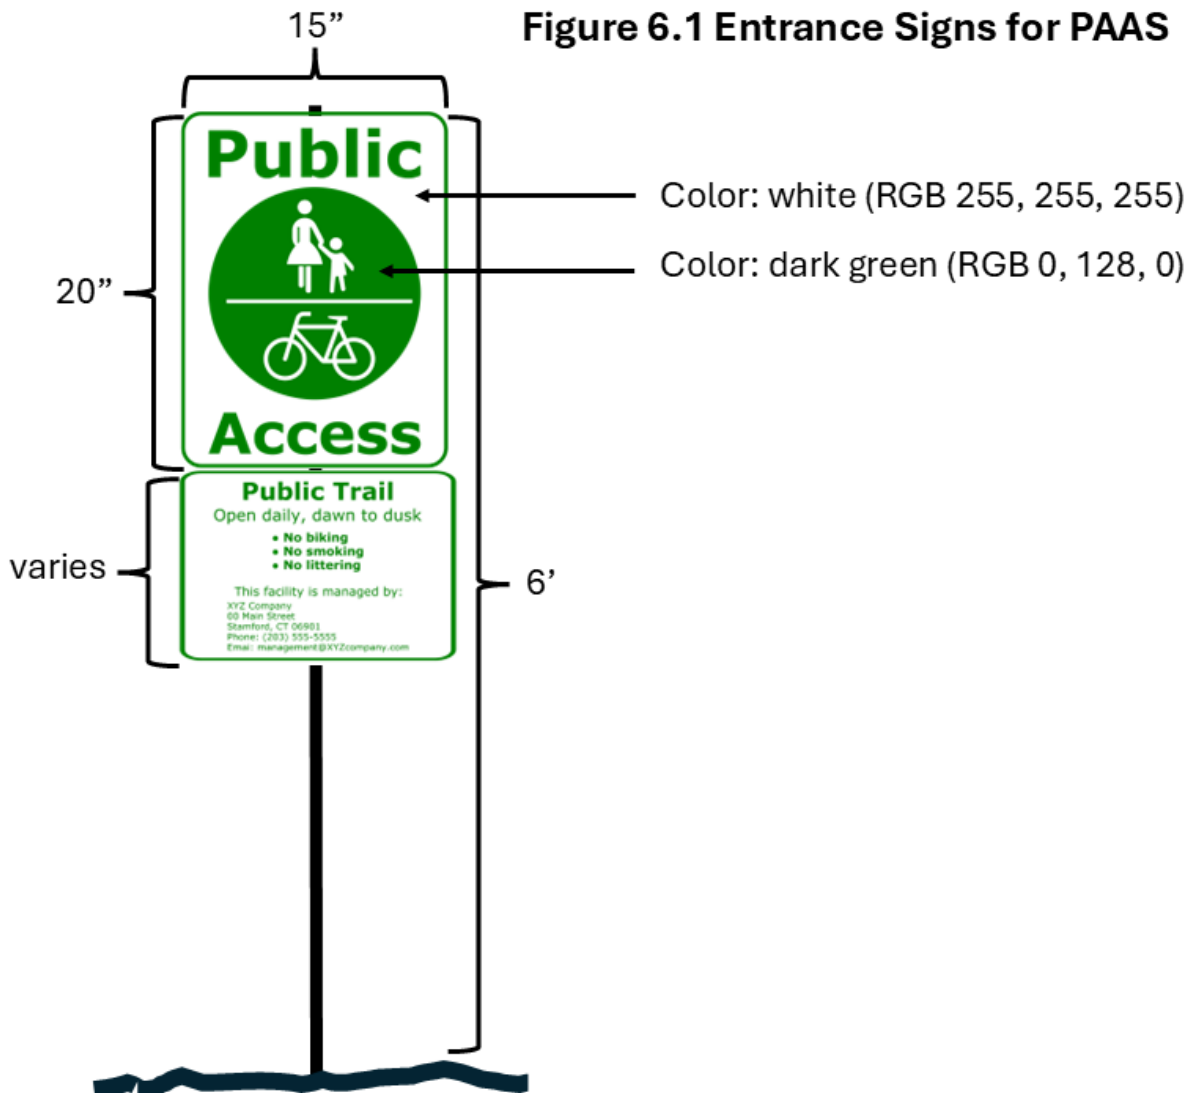 15”
Figure 6.1 Entrance Signs for PAAS
Public
Color: white (RGB 255, 255, 255)
Color: dark green (RGB 0, 128, 0)
20”
Access
Public Trail
Open daily, dawn to dusk
• No biking
• No smoking
• No littering
varies
6’
This facility is managed by:
XYZ Company
00 Main Street
Stamford, CT 06901
Phone: (203) 555-5555
Emai: management@XYZcompany.com